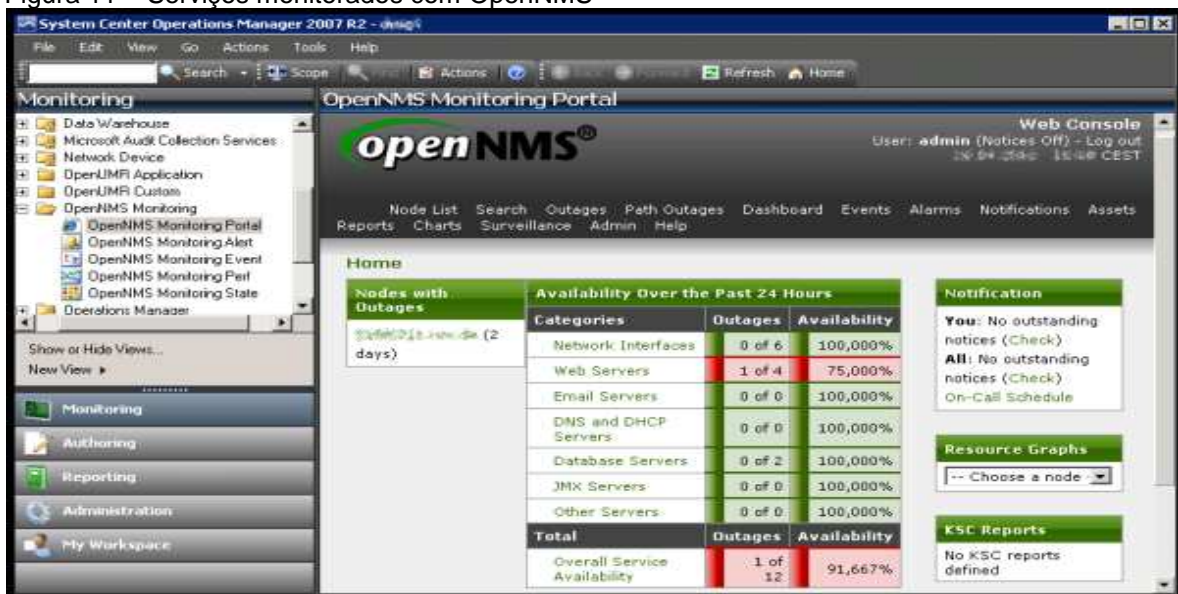 Figura 11 – Serviços monitorados com OpenNMS
System Center Operations Manager 2007 R2 -
File Edit View Go Actions Tools Help
Search Scope Actions Refresh Home
Monitoring
Data Warehouse
Microsoft Audit Collection Services
Network Device
OpenUMFI Application
OpenUMFI Custom
OpenNMS Monitoring
OpenNMS Monitoring Portal
OpenNMS Monitoring Alert
OpenNMS Monitoring Event
OpenNMS Monitoring Perf
OpenNMS Monitoring State
Operations Manager
Show or Hide Views...
New View
Monitoring
Authoring
Reporting
Administration
My Workspace
OpenNMS Monitoring Portal
openNMS®
Web Console
User: admin (Notices Off) - Log out
CEST
Node List Search Outages Path Outages Dashboard Events Alarms Notifications Assets
Reports Charts Surveillance Admin Help
Home
Nodes with
Outages
(2
days)
Availability Over the Past 24 Hours
Categories Outages Availability
Network Interfaces 0 of 6 100,000%
Web Servers 1 of 4 75,000%
Email Servers 0 of 0 100,000%
DNS and DHCP
Servers 0 of 0 100,000%
Database Servers 0 of 2 100,000%
JMX Servers 0 of 0 100,000%
Other Servers 0 of 0 100,000%
Total Outages Availability
Overall Service
Availability 1 of
12 91,667%
Notification
You: No outstanding
notices (Check)
All: No outstanding
notices (Check)
On-Call Schedule
Resource Graphs
-- Choose a node
KSC Reports
No KSC reports
defined